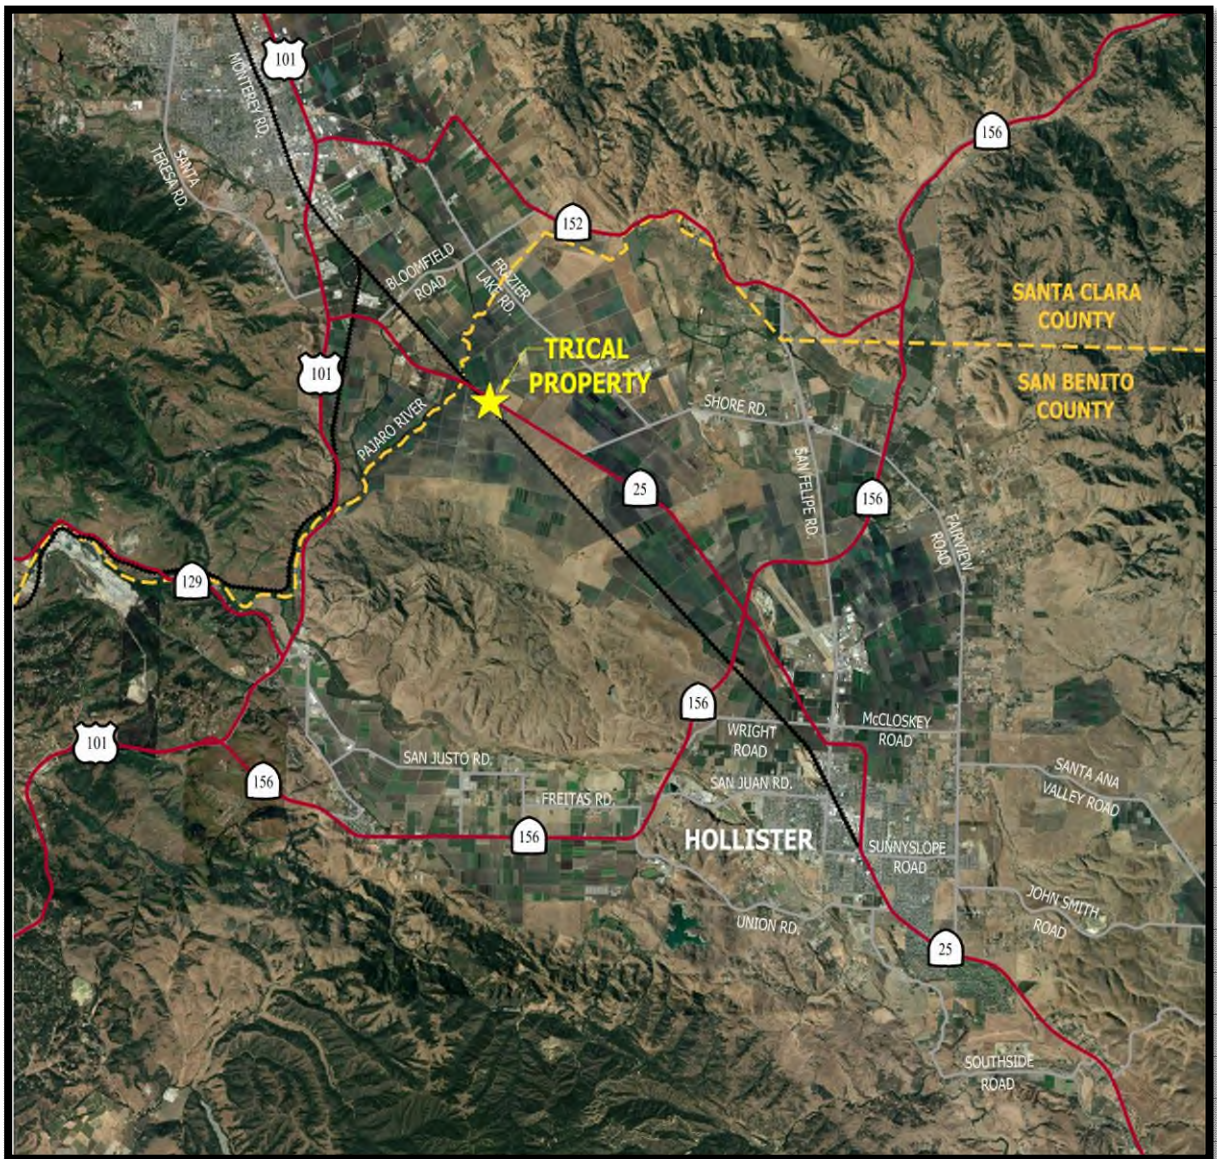 101
MONTEREY RD.
156
SANTA
TERESA RD.
152
BLOOMFIELD
ROAD
FRAZIER
LAKE RD.
SANTA CLARA
COUNTY
TRICAL
PROPERTY
101
SAN BENITO
COUNTY
PAJARO RIVER
SHORE RD.
25
SAN FELIPE RD.
156
FAIRVIEW
ROAD
129
156
WRIGHT
ROAD
McCLOSKEY
ROAD
101
156
SAN JUSTO RD.
SAN JUAN RD.
SANTA ANA
VALLEY ROAD
FREITAS RD.
156
HOLLISTER
SUNNYSLOPE
ROAD
JOHN SMITH
ROAD
UNION RD.
25
SOUTHSIDE
ROAD